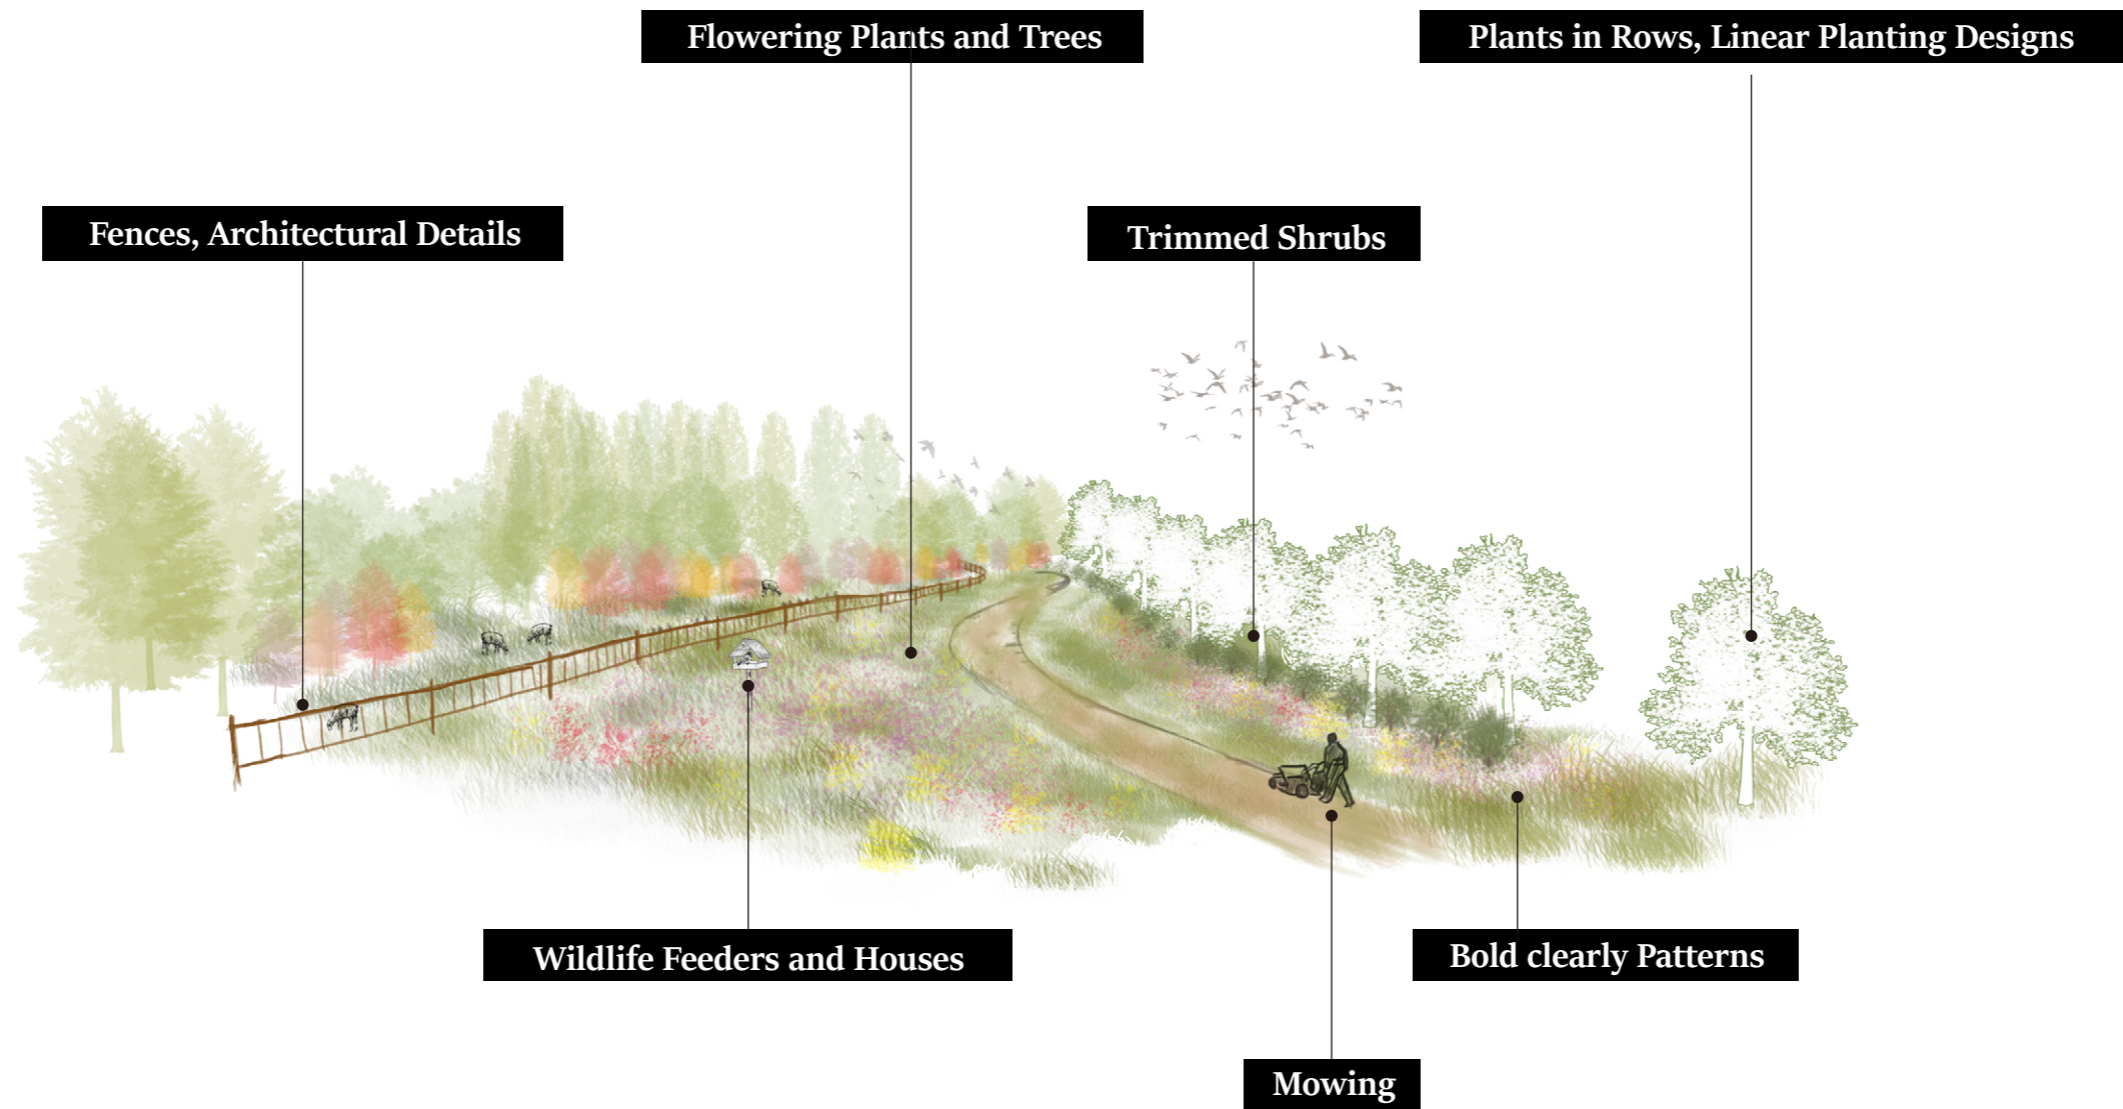 Flowering Plants and Trees
Plants in Rows, Linear Planting Designs
Fences, Architectural Details
Trimmed Shrubs
Wildlife Feeders and Houses
Bold clearly Patterns
Mowing